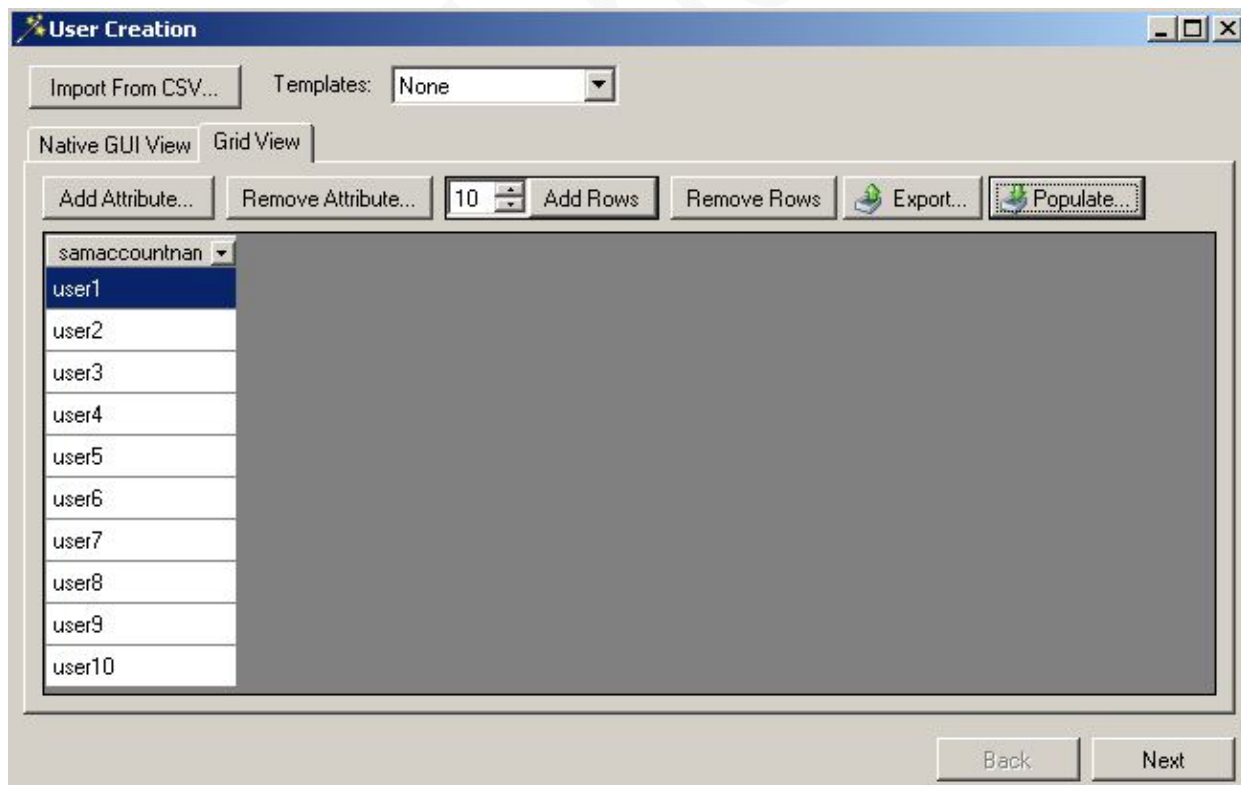 User Creation
Import From CSV... Templates: None
Native GUI View Grid View
Add Attribute... Remove Attribute... 10 Add Rows Remove Rows Export... Populate...
samaccountnan
user1
user2
user3
user4
user5
user6
user7
user8
user9
user10
Back Next